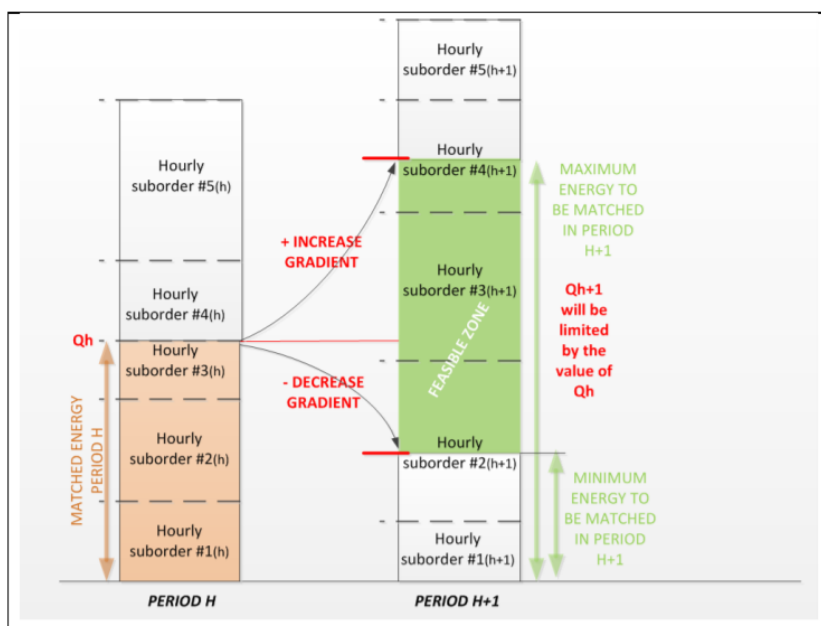 Hourly
suborder #5(h+1)
Hourly
suborder #5(h)
Hourly
suborder #4(h+1)
MAXIMUM
ENERGY TO
BE MATCHED
IN PERIOD
H+1
+ INCREASE
GRADIENT
Hourly
suborder #3(h+1)
Hourly
suborder #4(h)
Qh+1
will be
limited
by the
value of
Qh
Qh
Hourly
suborder #3(h)
FEASIBLE ZONE
- DECREASE
GRADIENT
MATCHED ENERGY
PERIOD H
Hourly
suborder #2(h)
Hourly
suborder #2(h+1)
MINIMUM
ENERGY TO
BE MATCHED
IN PERIOD
H+1
Hourly
suborder #1(h)
Hourly
suborder #1(h+1)
PERIOD H
PERIOD H+1